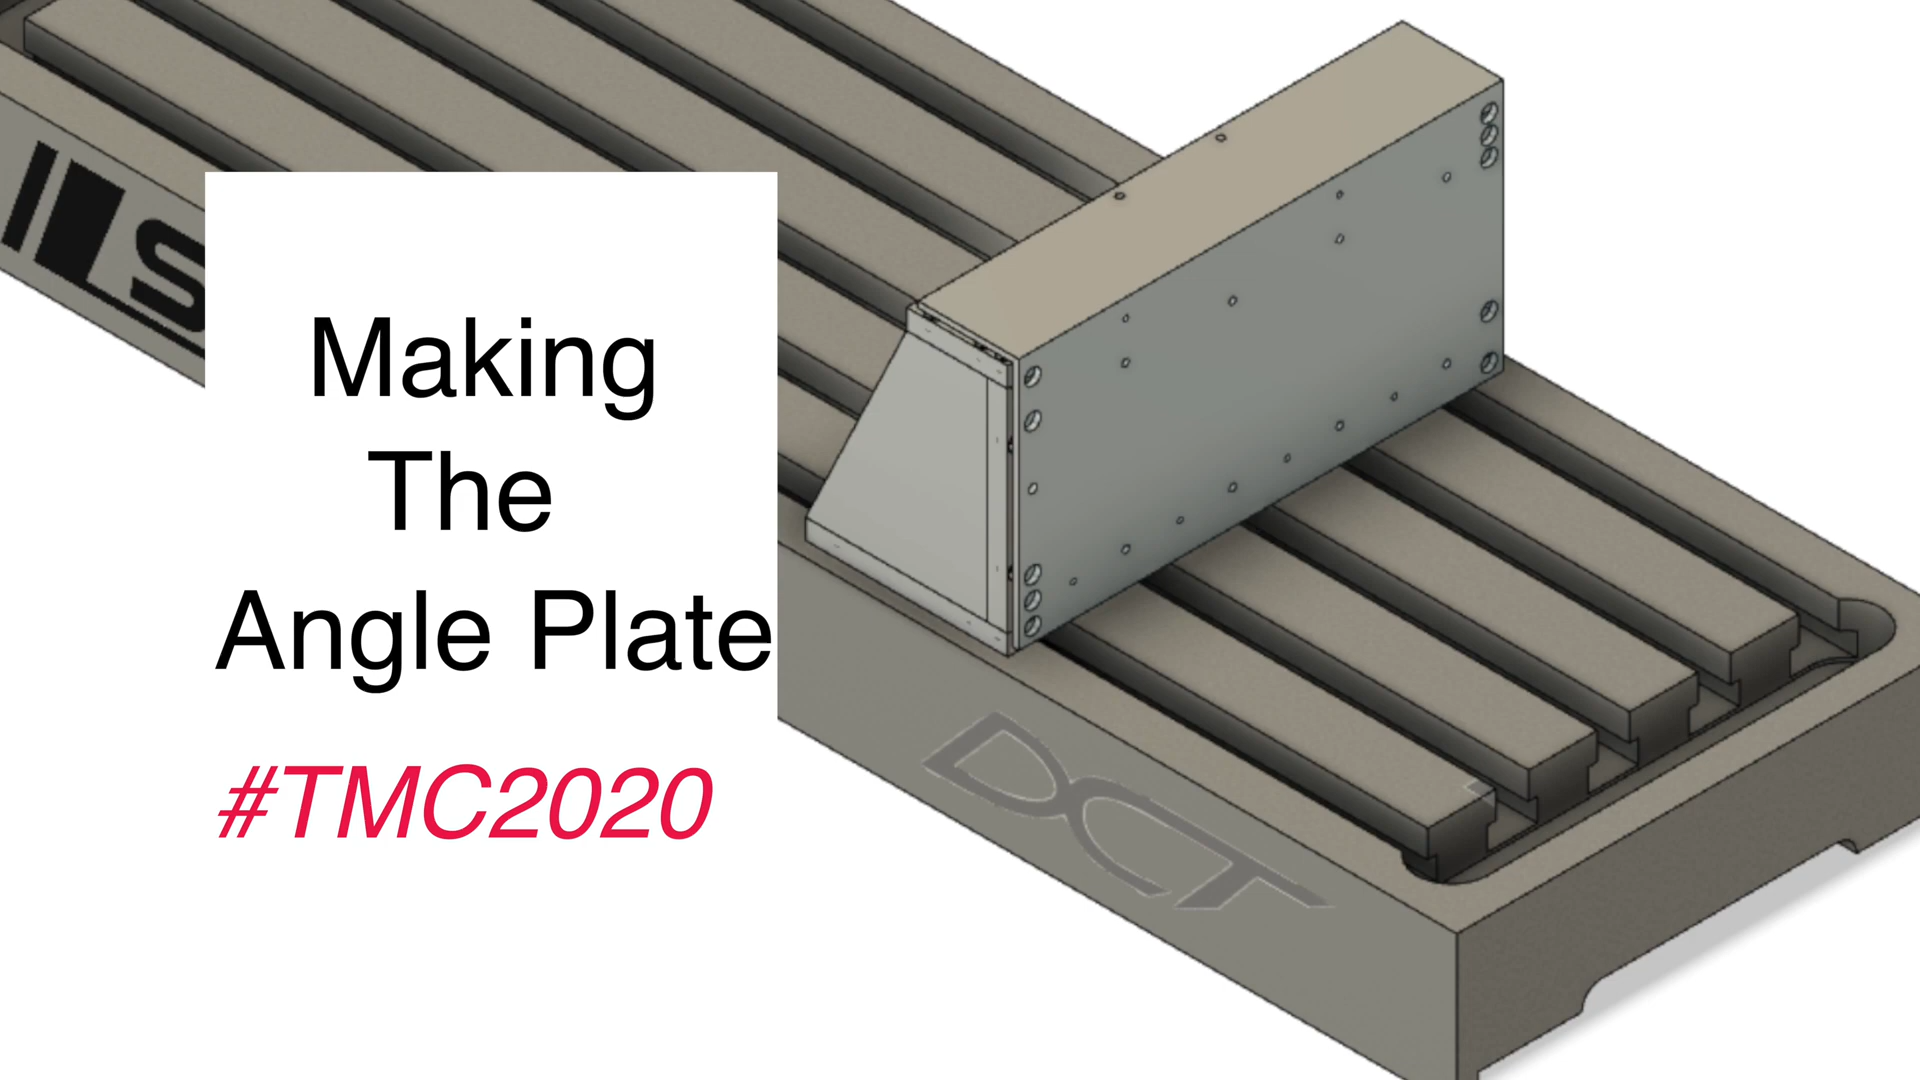 Making
The
Angle Plate
#TMC2020
DCT